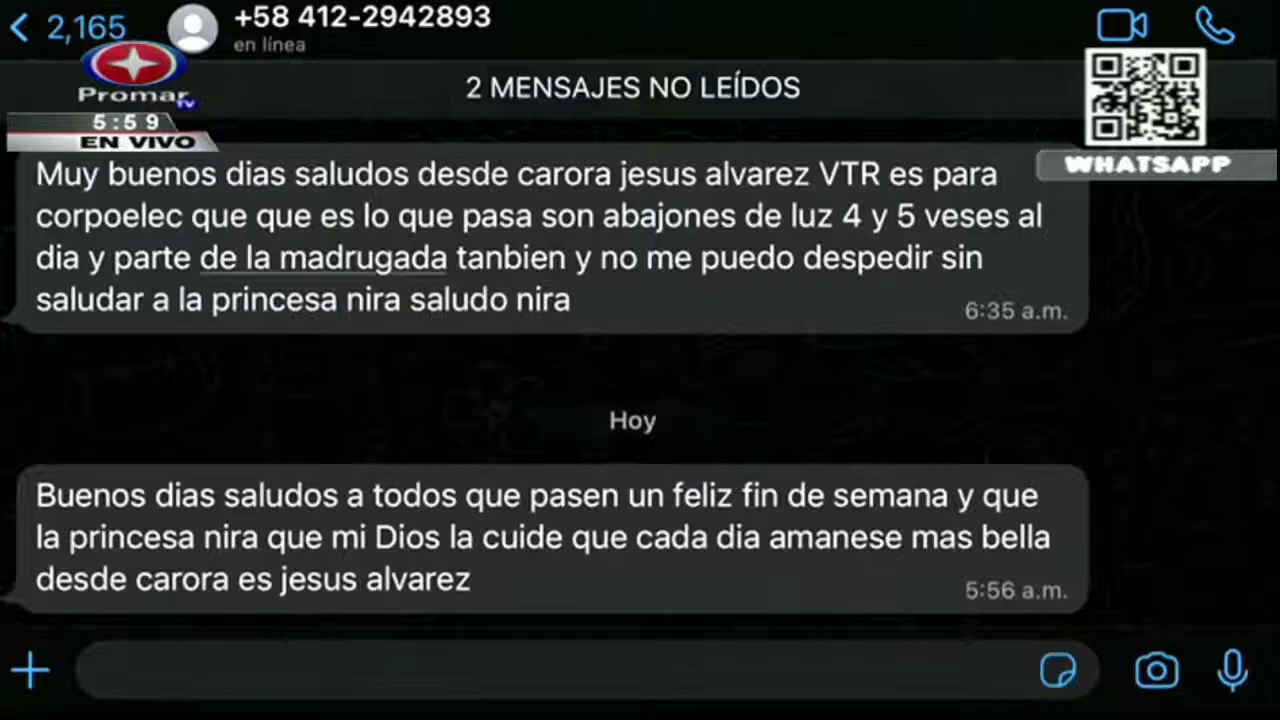 2,165
+58 412-2942893
en línea
Promar
TV
5:59
EN VIVO
2 MENSAJES NO LEÍDOS
WHATSAPP
Muy buenos dias saludos desde carora jesus alvarez VTR es para
corpoelec que que es lo que pasa son abajones de luz 4 y 5 veses al
dia y parte de la madrugada tanbien y no me puedo despedir sin
saludar a la princesa nira saludo nira
6:35 a.m.
Hoy
Buenos dias saludos a todos que pasen un feliz fin de semana y que
la princesa nira que mi Dios la cuide que cada dia amanese mas bella
desde carora es jesus alvarez
5:56 a.m.